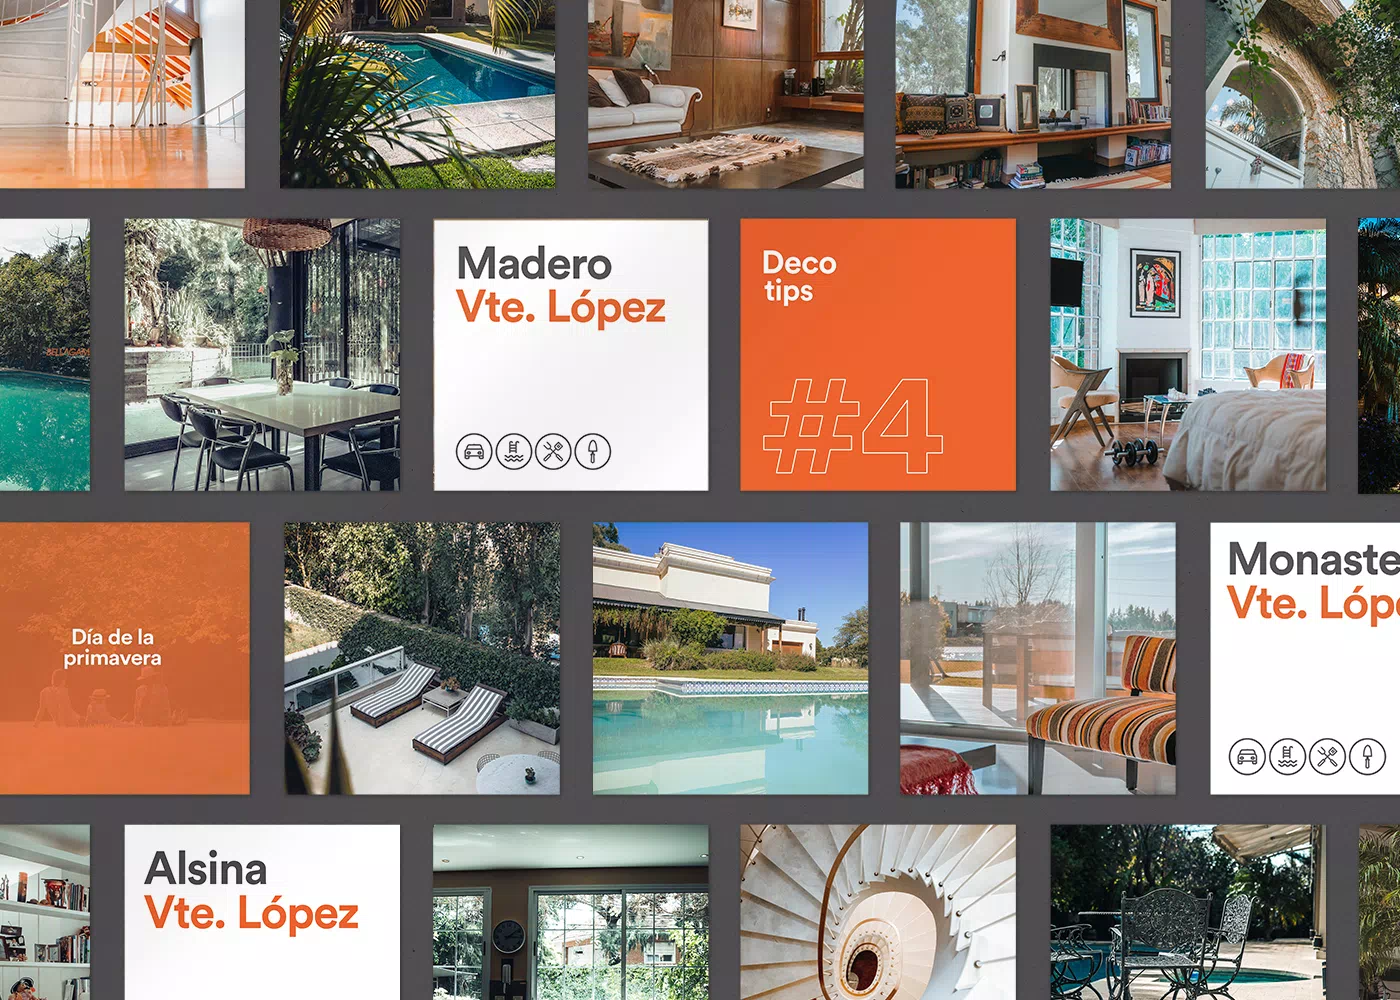 Madero
Vte. López
Deco
tips
#4
Día de la
primavera
Monaste
Vte. Lóp
Alsina
Vte. López